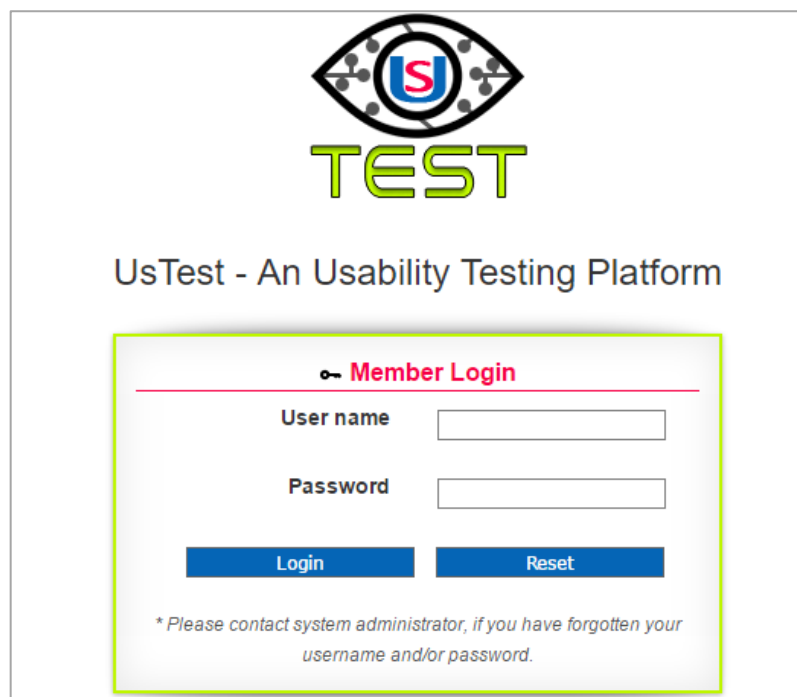 US
TEST
UsTest - An Usability Testing Platform
Member Login
User name
Password
Login Reset
* Please contact system administrator, if you have forgotten your
username and/or password.